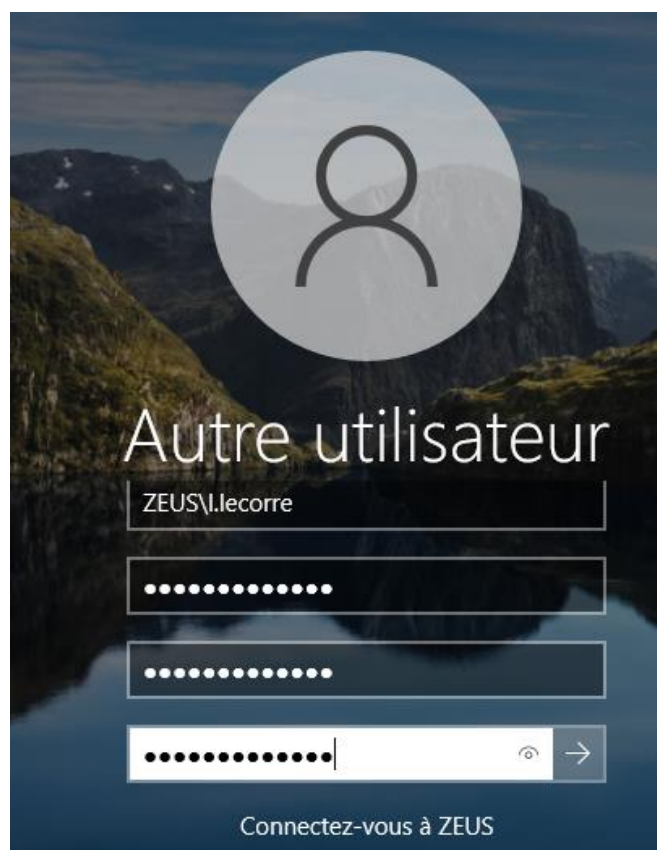 Autre utilisateur
ZEUS\l.lecorre
•••••••••••••
•••••••••••••
•••••••••••••
Connectez-vous à ZEUS